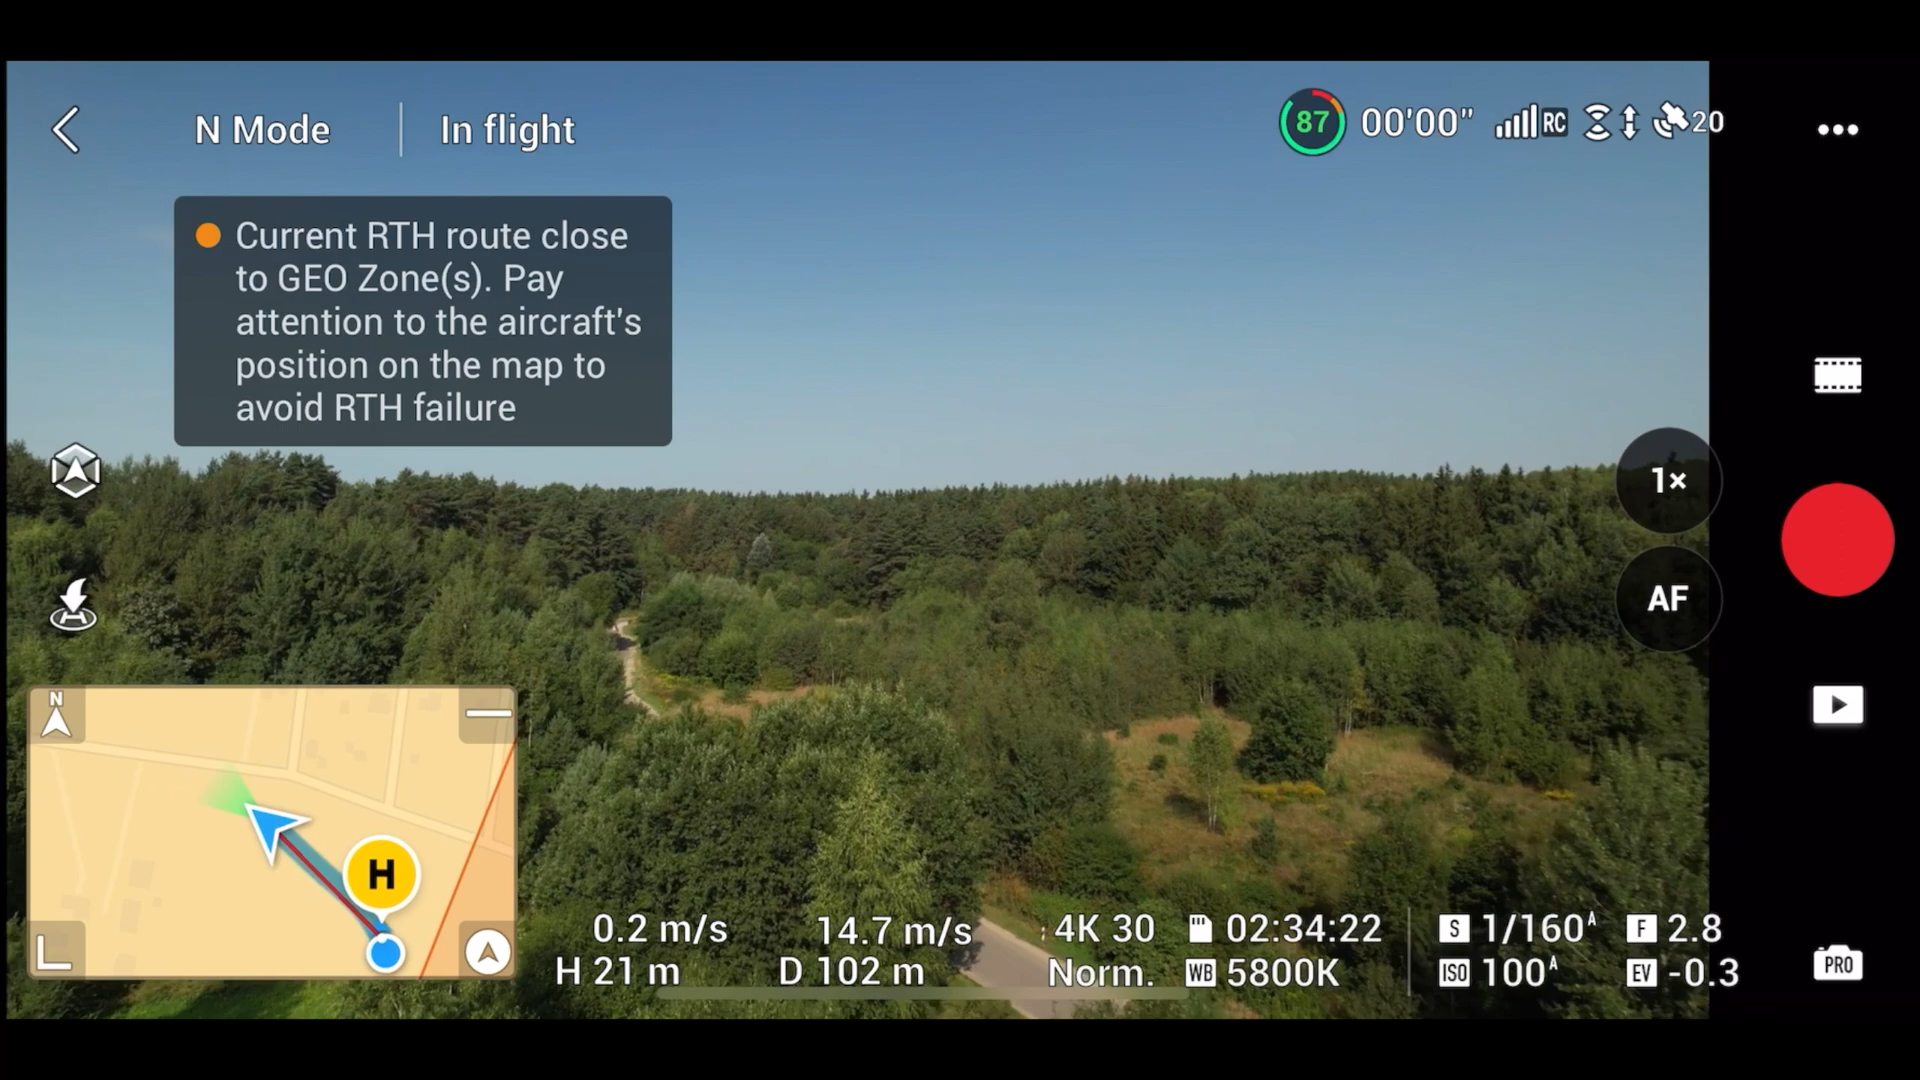 N Mode
In flight
87
00'00"
RC
20
Current RTH route close
to GEO Zone(s). Pay
attention to the aircraft's
position on the map to
avoid RTH failure
1×
AF
N
H
0.2 m/s
14.7 m/s
4K 30
02:34:22
S 1/160 A
F 2.8
H 21 m
D 102 m
Norm.
WB 5800K
ISO 100 A
EV -0.3
PRO